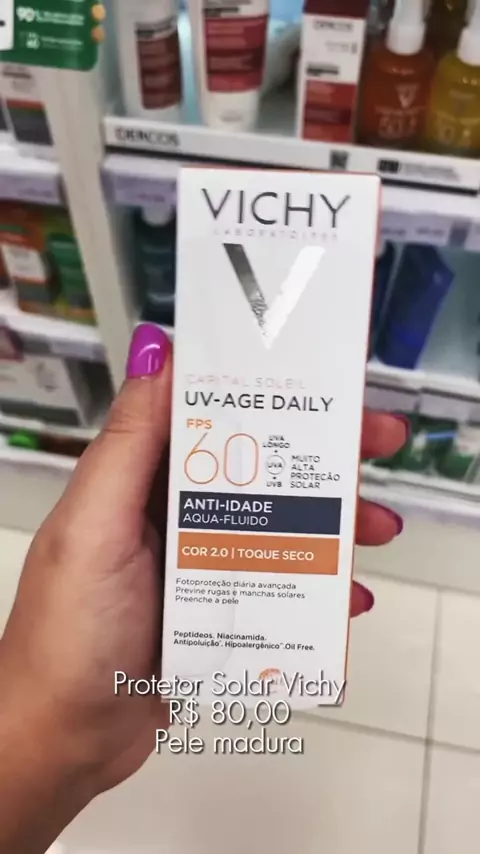 DERCOS
VICHY
LABORATOIRES
CAPITAL SOLEIL
UV-AGE DAILY
FPS
60
UVA
LONGO
+
UVA
+
UVB
MUITO
ALTA
PROTEÇÃO
SOLAR
ANTI-IDADE
AQUA-FLUIDO
COR 2.0 | TOQUE SECO
Fotoproteção diária avançada
Previne rugas e manchas solares
Preenche a pele
Peptídeos, Niacinamida.
Antipoluição*. Hipoalergênico**.Oil Free.
Protetor Solar Vichy
R$ 80,00
Pele madura